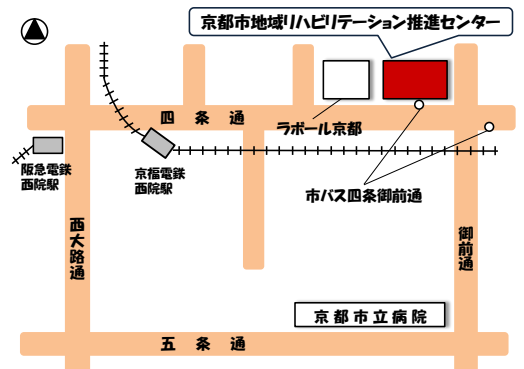 京都市地域リハビリテーション推進センター
四条通
ラボール京都
阪急電鉄
西院駅
京福電鉄
西院駅
市バス四条御前通
西大路通
御前通
京都市立病院
五条通